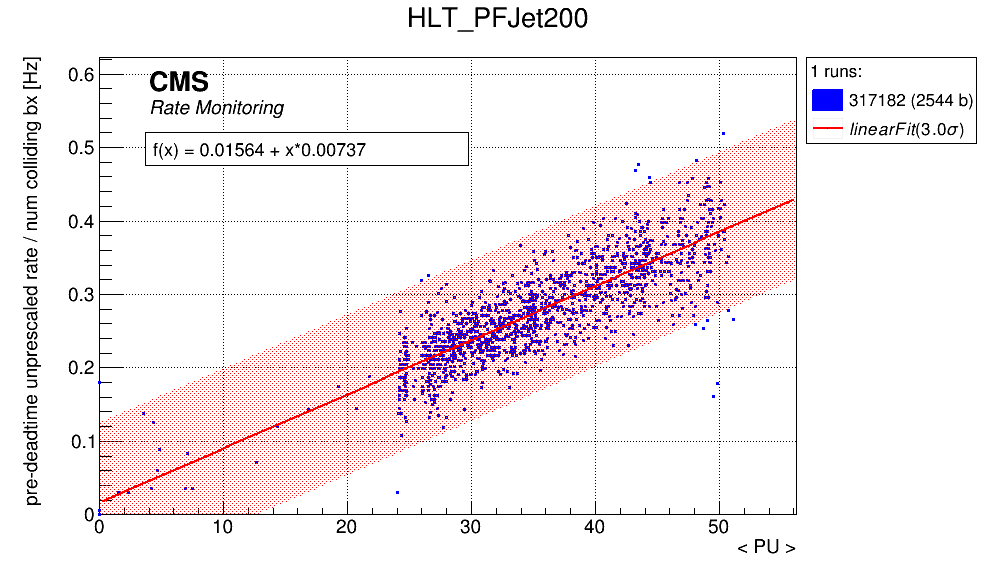 HLT_PFJet200
pre-deadtime unprescaled rate / num colliding bx [Hz]
0.6
0.5
0.4
0.3
0.2
0.1
0
CMS
Rate Monitoring
f(x) = 0.01564 + x*0.00737
0 10 20 30 40 50
< PU >
1 runs:
317182 (2544 b)
linearFit(3.0σ)